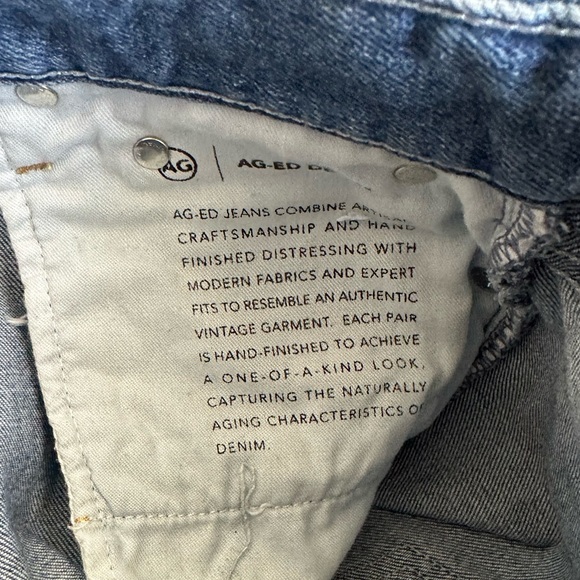 AG | AG-ED
AG-ED JEANS COMBINE
CRAFTSMANSHIP AND HAND
FINISHED DISTRESSING WITH
MODERN FABRICS AND EXPERT
FITS TO RESEMBLE AN AUTHENTIC
VINTAGE GARMENT. EACH PAIR
IS HAND-FINISHED TO ACHIEVE
A ONE-OF-A-KIND LOOK,
CAPTURING THE NATURALLY
AGING CHARACTERISTICS OF
DENIM.